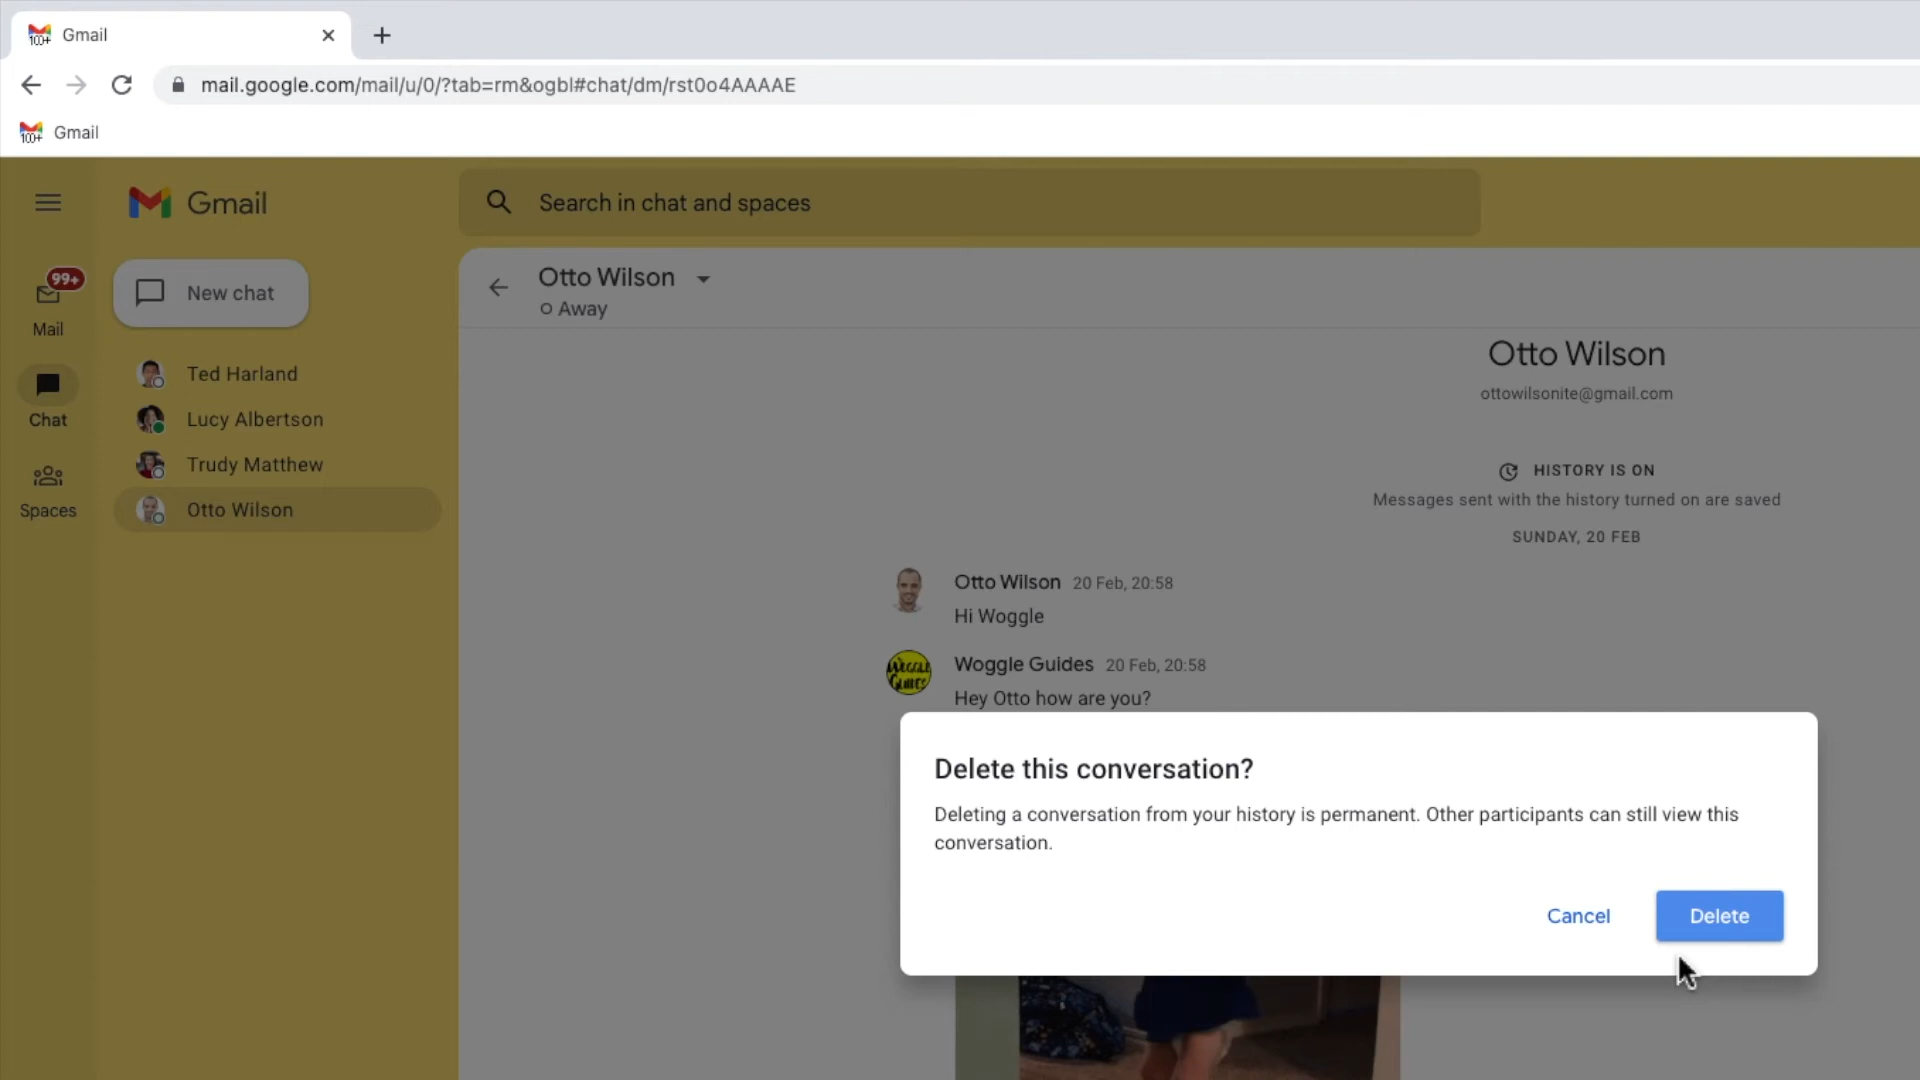 Gmail
mail.google.com/mail/u/0/?tab=rm&ogbl#chat/dm/rst0o4AAAAE
100+
Gmail
Gmail
Search in chat and spaces
99+
Mail
Chat
Spaces
New chat
Ted Harland
Lucy Albertson
Trudy Matthew
Otto Wilson
Otto Wilson
Away
Otto Wilson
ottowilsonite@gmail.com
HISTORY IS ON
Messages sent with the history turned on are saved
SUNDAY, 20 FEB
Otto Wilson 20 Feb, 20:58
Hi Woggle
WOGGLE
GUIDES
Woggle Guides 20 Feb, 20:58
Hey Otto how are you?
Delete this conversation?
Deleting a conversation from your history is permanent. Other participants can still view this
conversation.
Cancel
Delete